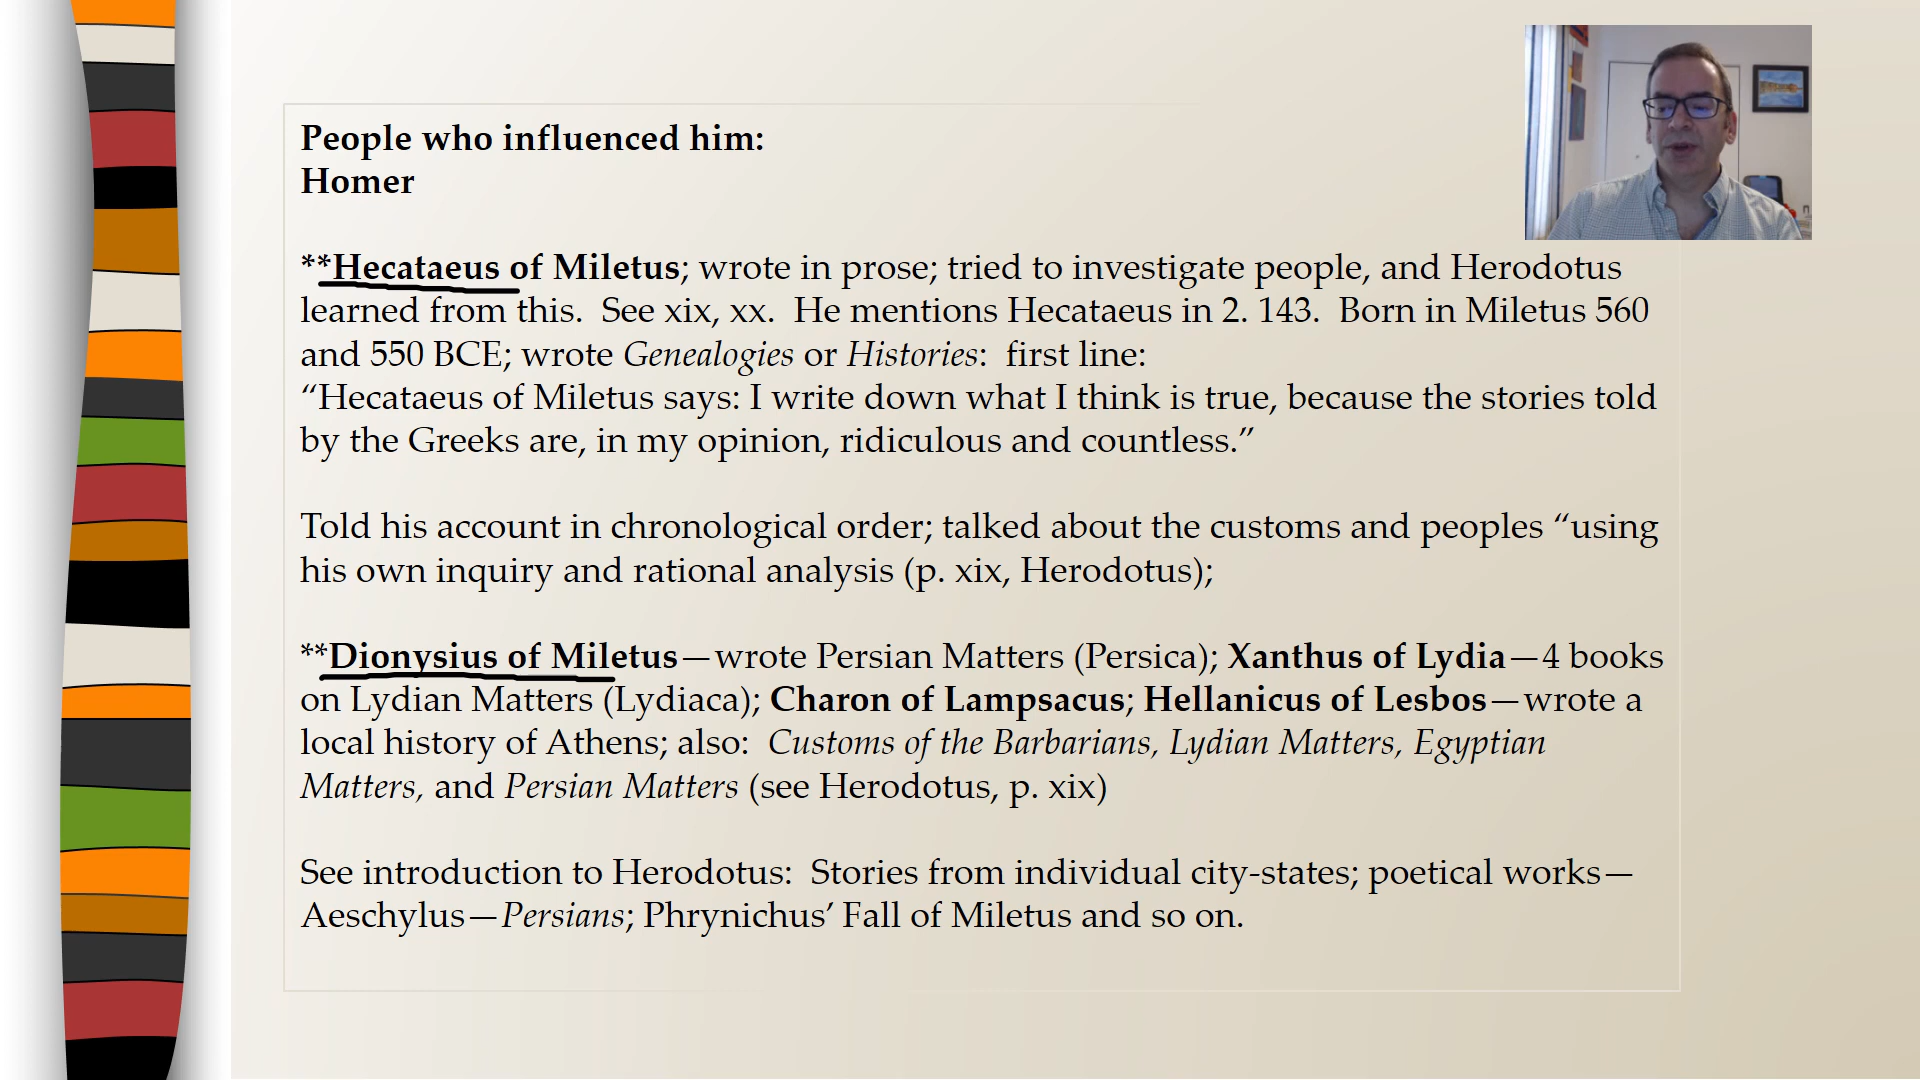 People who influenced him:
Homer
**Hecataeus of Miletus; wrote in prose; tried to investigate people, and Herodotus
learned from this.  See xix, xx.  He mentions Hecataeus in 2. 143.  Born in Miletus 560
and 550 BCE; wrote Genealogies or Histories:  first line:
“Hecataeus of Miletus says: I write down what I think is true, because the stories told
by the Greeks are, in my opinion, ridiculous and countless.”
Told his account in chronological order; talked about the customs and peoples “using
his own inquiry and rational analysis (p. xix, Herodotus);
**Dionysius of Miletus—wrote Persian Matters (Persica); Xanthus of Lydia—4 books
on Lydian Matters (Lydiaca); Charon of Lampsacus; Hellanicus of Lesbos—wrote a
local history of Athens; also:  Customs of the Barbarians, Lydian Matters, Egyptian
Matters, and Persian Matters (see Herodotus, p. xix)
See introduction to Herodotus:  Stories from individual city-states; poetical works—
Aeschylus—Persians; Phrynichus’ Fall of Miletus and so on.